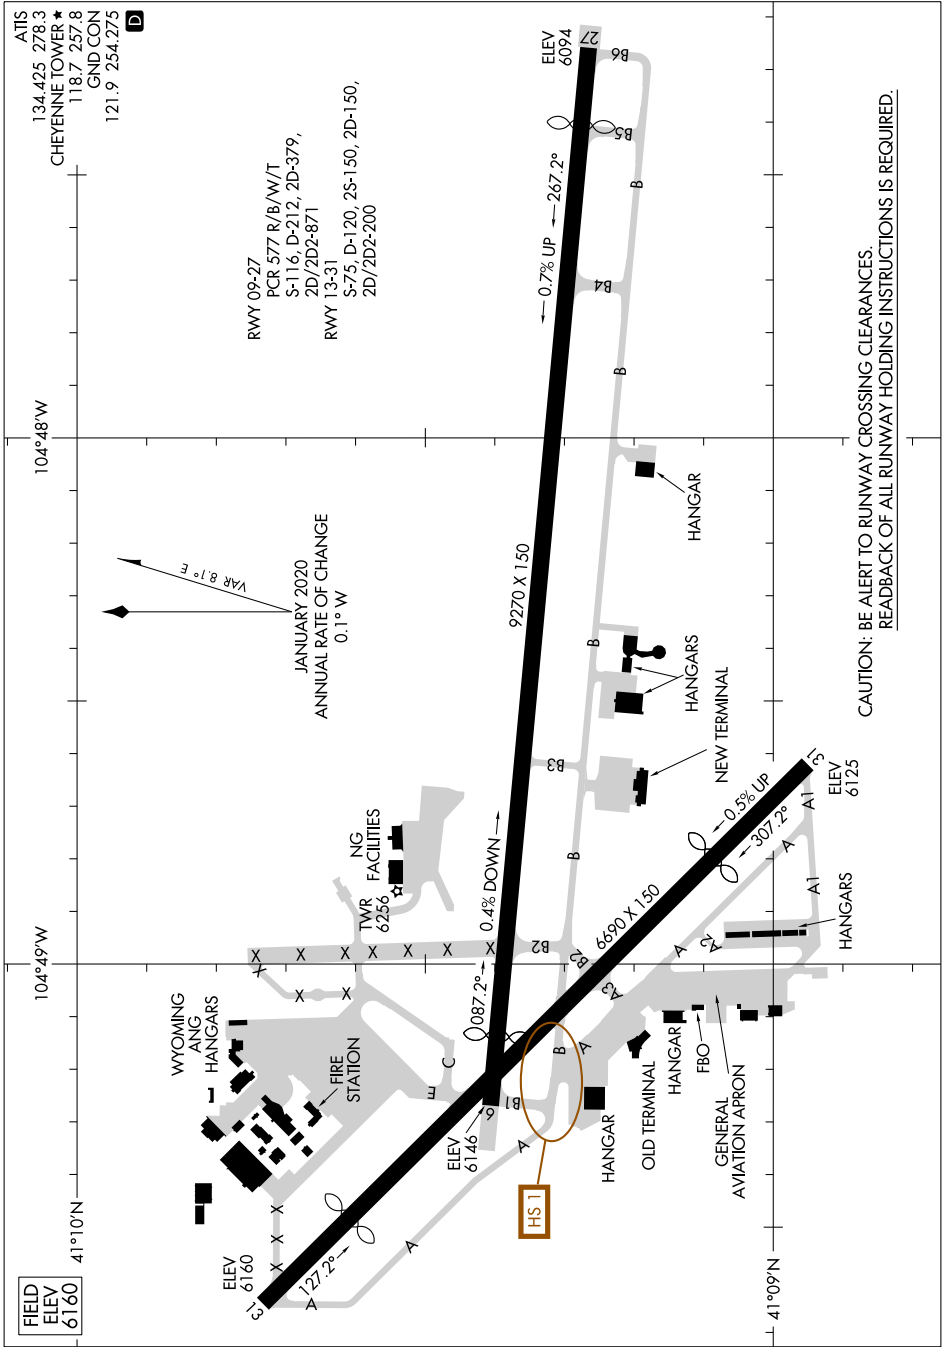 ATIS
134.425 278.3
CHEYENNE TOWER★
118.7 257.8
GND CON
121.9 254.275
D
FIELD
ELEV
6160
41°10'N
41°09'N
104°49'W
104°48'W
JANUARY 2020
ANNUAL RATE OF CHANGE
0.1° W
VAR 8.1° E
RWY 09-27
PCR 577 R/B/W/T
S-116, D-212, 2D-379,
2D/2D2-871
RWY 13-31
S-75, D-120, 2S-150, 2D-150,
2D/2D2-200
WYOMING
ANG
HANGARS
FIRE
STATION
TWR
6256
NG
FACILITIES
X
X
X
X
X
X
X
X
X
X
X
X
X
ELEV
6160
13
127.2°
A
A
A
E
C
ELEV
6146
9
087.2°
0.4% DOWN
9270 X 150
0.7% UP
267.2°
ELEV
6094
27
B1
B
A
B2
B2
B3
B
B
B
B4
B
B5
B6
HS 1
A3
A
A2
A
A1
A1
6690 X 150
0.5% UP
307.2°
31
ELEV
6125
HANGAR
OLD TERMINAL
HANGAR
FBO
GENERAL
AVIATION APRON
HANGARS
NEW TERMINAL
HANGARS
HANGAR
CAUTION: BE ALERT TO RUNWAY CROSSING CLEARANCES.
READBACK OF ALL RUNWAY HOLDING INSTRUCTIONS IS REQUIRED.